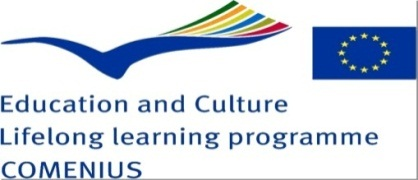 Education and Culture
Lifelong learning programme
COMENIUS